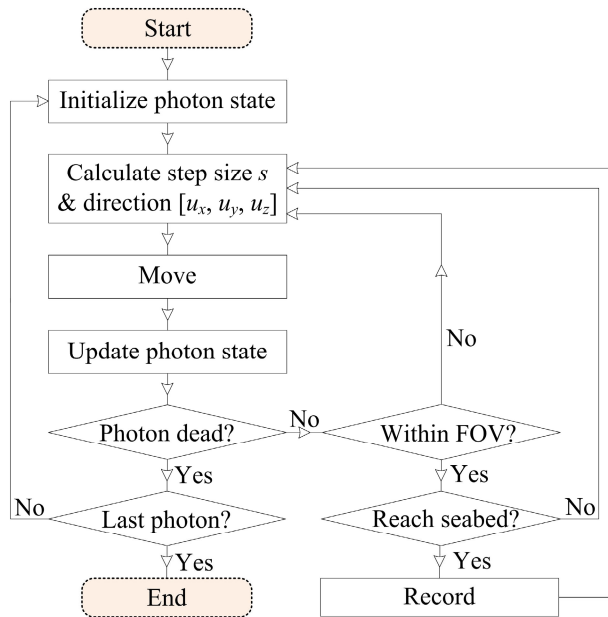 Start
Initialize photon state
Calculate step size s
& direction [ux, uy, uz]
Move
Update photon state
No
Photon dead?
No
Within FOV?
Yes
Yes
No
Last photon?
Reach seabed?
No
Yes
Yes
End
Record